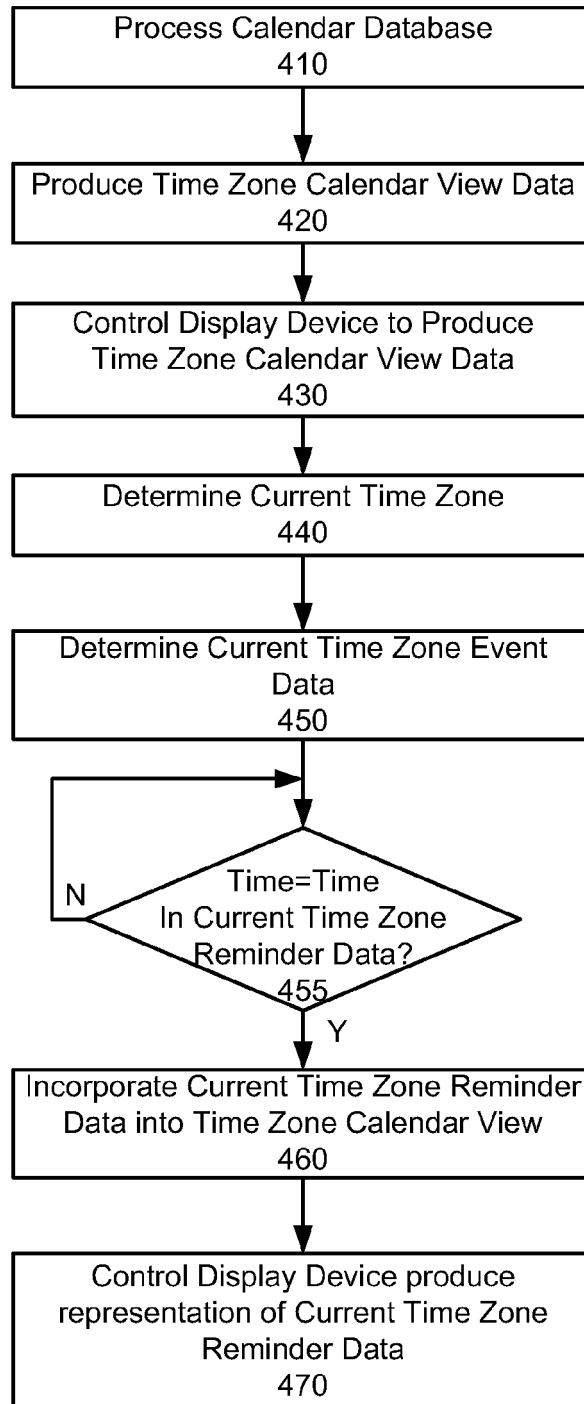 Process Calendar Database
410
Produce Time Zone Calendar View Data
420
Control Display Device to Produce
Time Zone Calendar View Data
430
Determine Current Time Zone
440
Determine Current Time Zone Event
Data
450
Time=Time
In Current Time Zone
Reminder Data?
455
N
Y
Incorporate Current Time Zone Reminder
Data into Time Zone Calendar View
460
Control Display Device produce
representation of Current Time Zone
Reminder Data
470